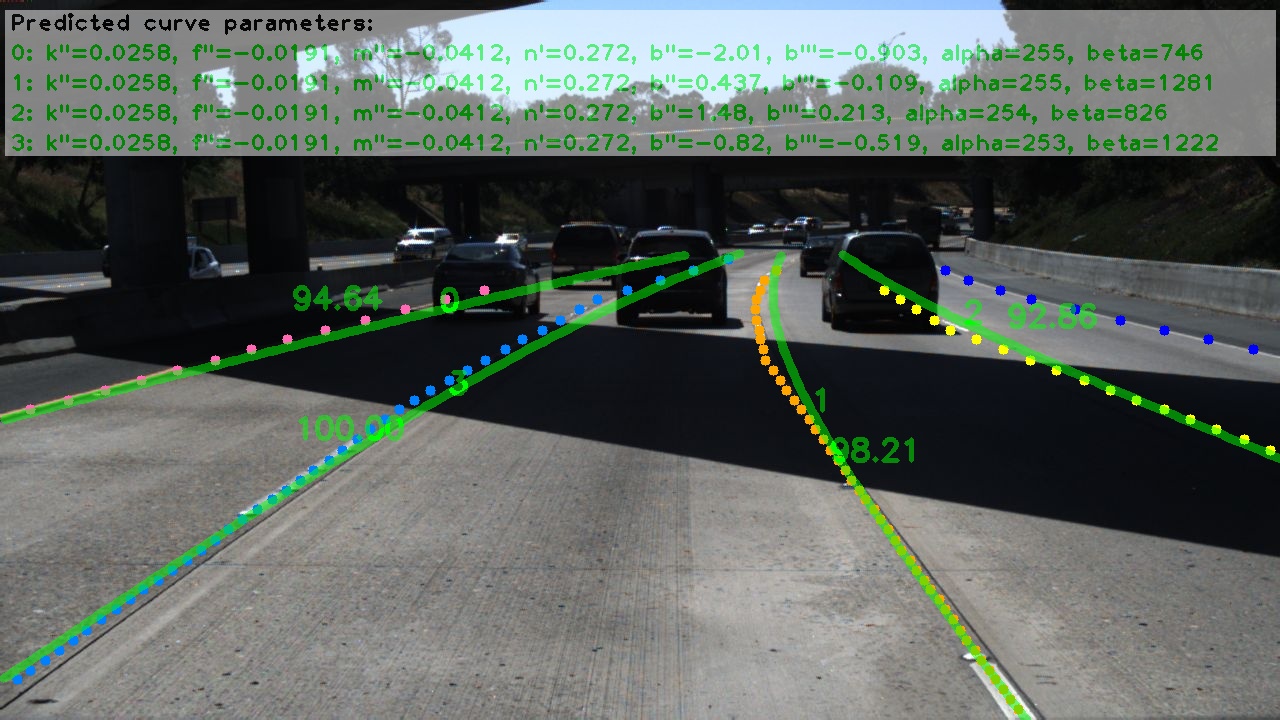 Predicted curve parameters:
0: k''=0.0258, f''=-0.0191, m''=-0.0412, n'=0.272, b''=-2.01, b'''=-0.903, alpha=255, beta=746
1: k''=0.0258, f''=-0.0191, m''=-0.0412, n'=0.272, b''=0.437, b'''=-0.109, alpha=255, beta=1281
2: k''=0.0258, f''=-0.0191, m''=-0.0412, n'=0.272, b''=1.48, b'''=0.213, alpha=254, beta=826
3: k''=0.0258, f''=-0.0191, m''=-0.0412, n'=0.272, b''=-0.82, b'''=-0.519, alpha=253, beta=1222
94.64 0
2 92.86
3
1
100.00
98.21